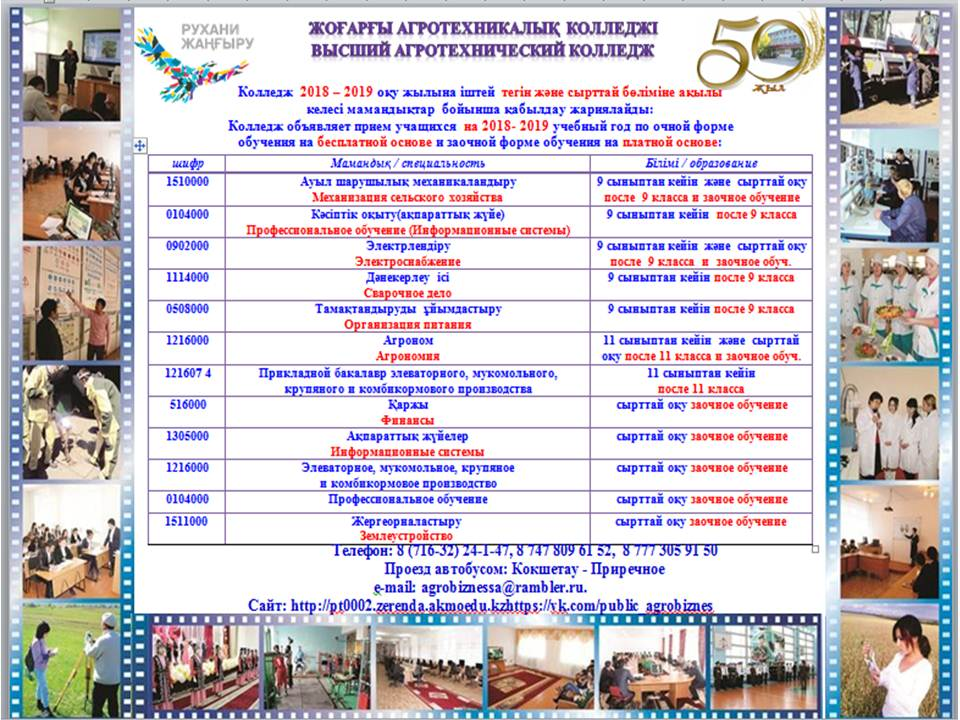 РУХАНИ
ЖАҢҒЫРУ
ЖОҒАРҒЫ АГРОТЕХНИКАЛЫҚ КОЛЛЕДЖІ
ВЫСШИЙ АГРОТЕХНИЧЕСКИЙ КОЛЛЕДЖ
50
ЖЫЛ
Колледж 2018 – 2019 оқу жылына іштей тегін және сырттай бөліміне ақылы
келесі мамандықтар бойынша қабылдау жариялайды:
Колледж объявляет прием учащихся на 2018- 2019 учебный год по очной форме
обучения на бесплатной основе и заочной форме обучения на платной основе:
шифр Мамандық / специальность Білімі / образование
1510000 Ауыл шарушылық механикаландыру 9 сыныптан кейін және сырттай оқу
Механизация сельского хозяйства после 9 класса и заочное обучение
0104000 Кәсіптік оқыту(ақпараттық жүйе) 9 сыныптан кейін после 9 класса
Профессиональное обучение (Информационные системы)
0902000 Электрлендіру 9 сыныптан кейін және сырттай оқу
Электроснабжение после 9 класса и заочное обуч.
1114000 Дәнекерлеу ісі 9 сыныптан кейін после 9 класса
Сварочное дело
0508000 Тамақтандыруды ұйымдастыру 9 сыныптан кейін после 9 класса
Организация питания
1216000 Агроном 11 сыныптан кейін және сырттай
Агрономия оқу после 11 класса и заочное обуч.
121607 4 Прикладной бакалавр элеваторного, мукомольного, 11 сыныптан кейін
крупяного и комбикормового производства после 11 класса
516000 Қаржы сырттай оқу заочное обучение
Финансы
1305000 Ақпараттық жүйелер сырттай оқу заочное обучение
Информационные системы
1216000 Элеваторное, мукомольное, крупяное сырттай оқу заочное обучение
и комбикормовое производство
0104000 Профессиональное обучение сырттай оқу заочное обучение
1511000 Жергеорналастыру сырттай оқу заочное обучение
Землеустройство
Телефон: 8 (716-32) 24-1-47, 8 747 809 61 52, 8 777 305 91 50
Проезд автобусом: Кокшетау - Приречное
e-mail: agrobiznessa@rambler.ru.
Сайт: http://pt0002.zerenda.akmoedu.kzhttps://vk.com/public_agrobiznes